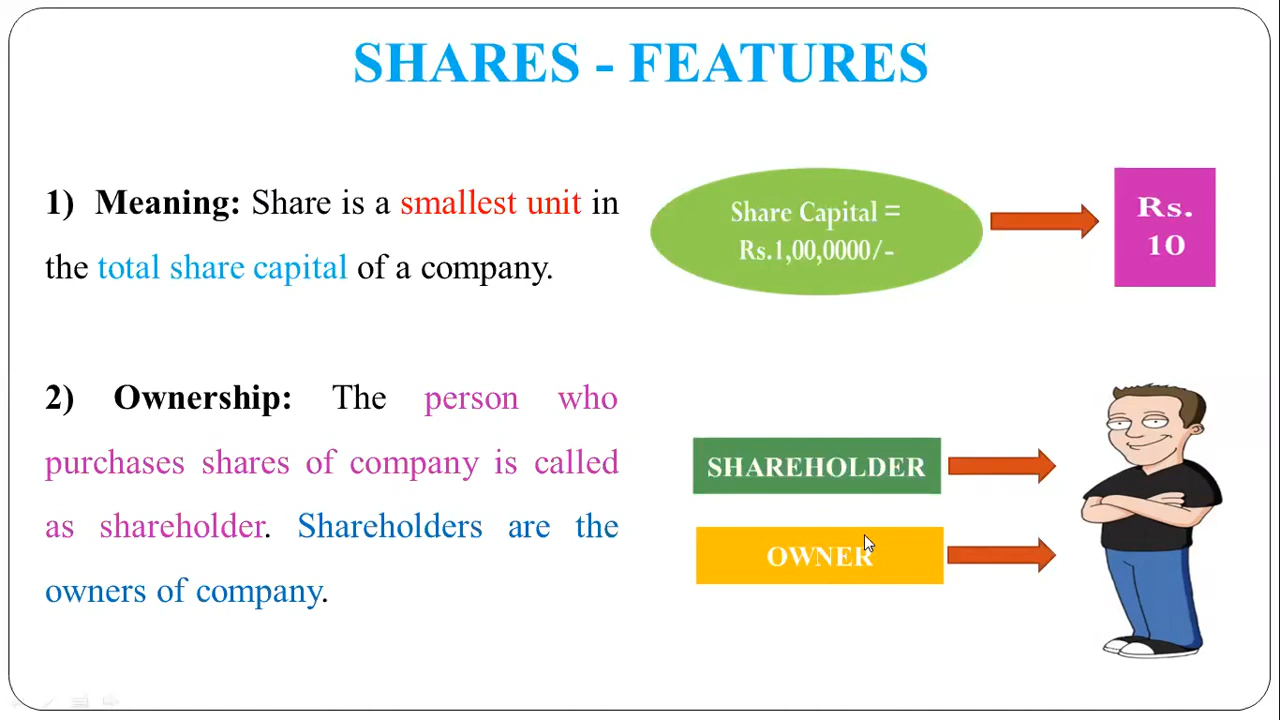 SHARES - FEATURES
1) Meaning: Share is a smallest unit in
the total share capital of a company.
Share Capital =
Rs.1,00,0000/-
Rs.
10
2) Ownership: The person who
purchases shares of company is called
as shareholder. Shareholders are the
owners of company.
SHAREHOLDER
OWNER